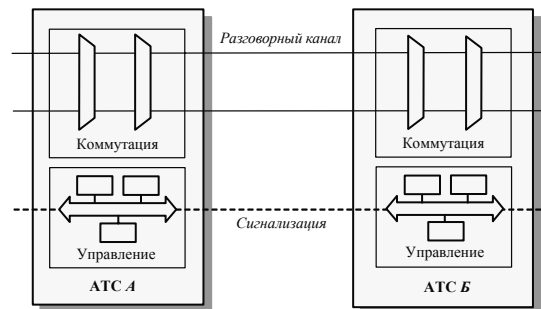 Разговорный канал
Коммутация
Коммутация
Сигнализация
Управление
Управление
АТС А
АТС Б